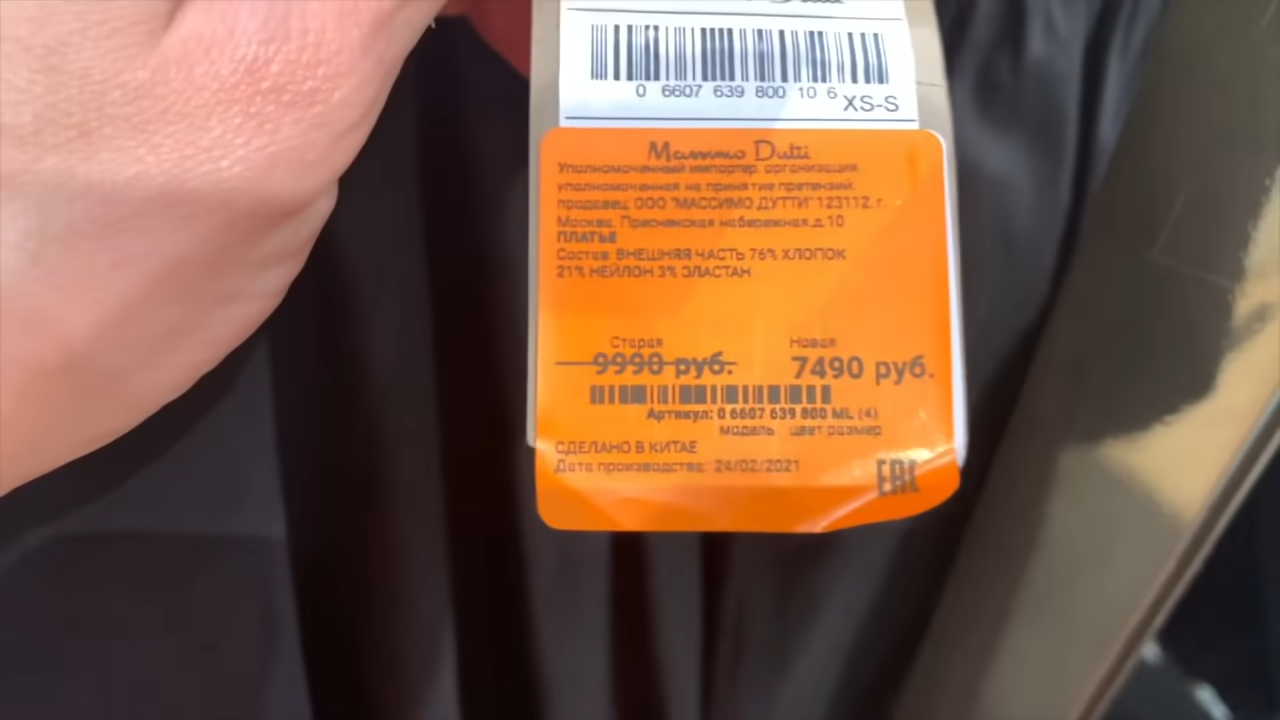 0 6607 639 800 10 6
XS-S
Massimo Dutti
Уполномоченный импортер, организация,
уполномоченная на принятие претензий,
продавец: ООО "МАССИМО ДУТТИ" 123112, г.
Москва, Пресненская набережная,д.10
ПЛАТЬЕ
Состав: ВНЕШНЯЯ ЧАСТЬ 76% ХЛОПОК
21% НЕЙЛОН 3% ЭЛАСТАН
Старая Новая
9990 руб. 7490 руб.
Артикул: 0 6607 639 800 ML (4)
модель цвет размер
СДЕЛАНО В КИТАЕ
Дата производства: 24/02/2021
EAC